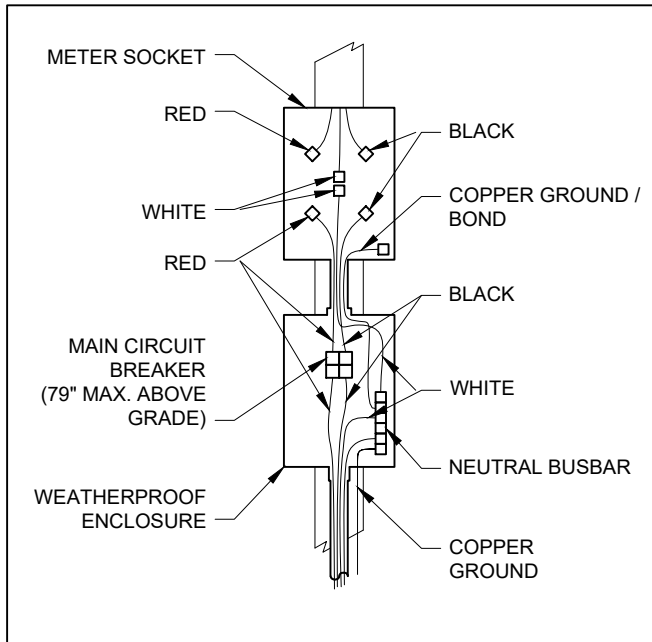 METER SOCKET
RED
BLACK
WHITE
COPPER GROUND /
BOND
RED
BLACK
MAIN CIRCUIT
BREAKER
(79" MAX. ABOVE
GRADE)
WHITE
NEUTRAL BUSBAR
WEATHERPROOF
ENCLOSURE
COPPER
GROUND